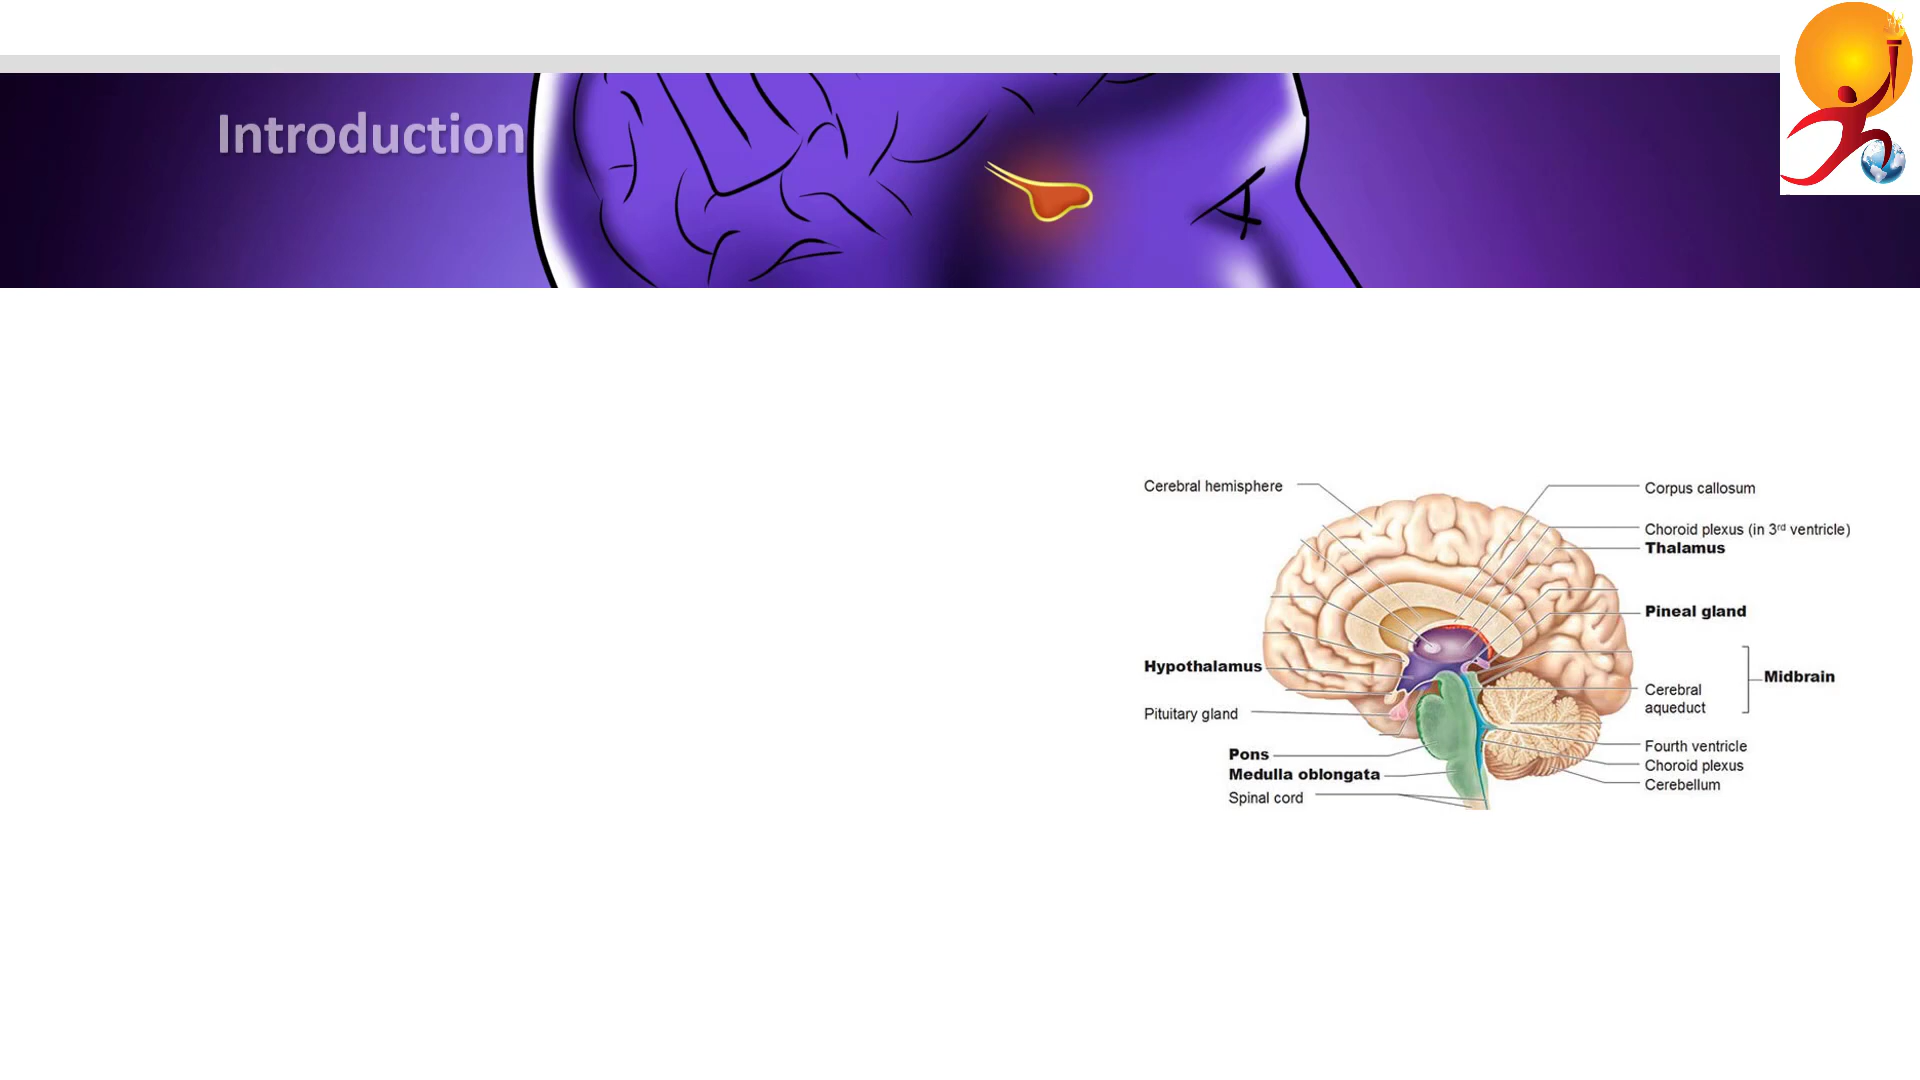 Introduction
Cerebral hemisphere
Corpus callosum
Choroid plexus (in 3rd ventricle)
Thalamus
Pineal gland
Hypothalamus
Midbrain
Cerebral
aqueduct
Pituitary gland
Fourth ventricle
Pons
Choroid plexus
Medulla oblongata
Cerebellum
Spinal cord